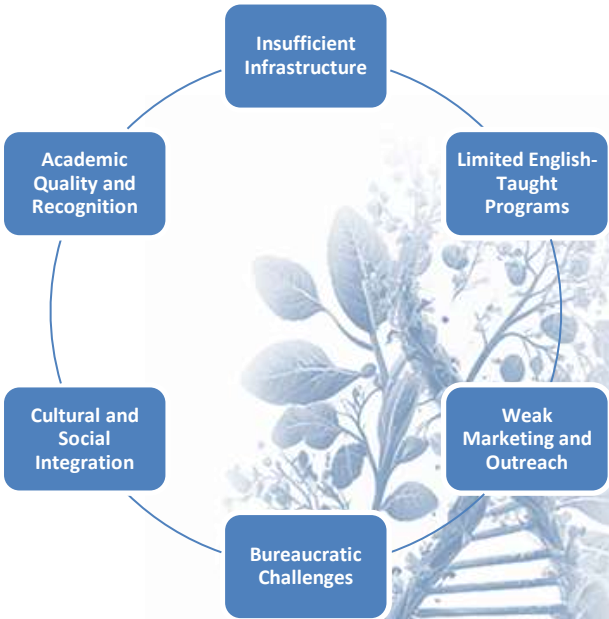 Insufficient
Infrastructure
Limited English-
Taught
Programs
Weak
Marketing and
Outreach
Bureaucratic
Challenges
Cultural and
Social
Integration
Academic
Quality and
Recognition